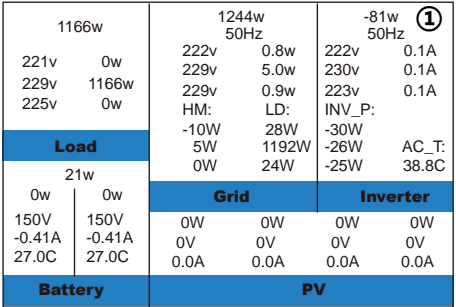 1166w
221v 0w
229v 1166w
225v 0w
Load
1244w
50Hz
222v 0.8w
229v 5.0w
229v 0.9w
HM: LD:
-10W 28W
5W 1192W
0W 24W
Grid
-81w ①
50Hz
222v 0.1A
230v 0.1A
223v 0.1A
INV_P:
-30W
-26W AC_T:
-25W 38.8C
Inverter
21w
0w 0w
150V 150V
-0.41A -0.41A
27.0C 27.0C
Battery
0W 0W 0W 0W
0V 0V 0V 0V
0.0A 0.0A 0.0A 0.0A
PV